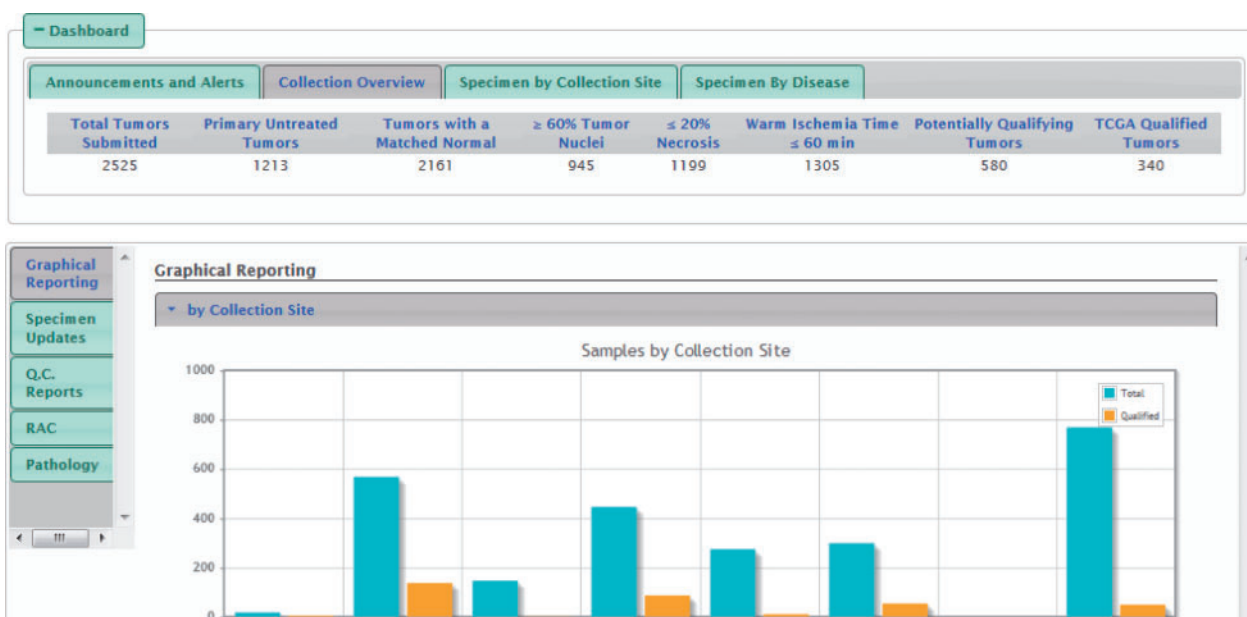 − Dashboard
Announcements and Alerts Collection Overview Specimen by Collection Site Specimen By Disease
Total Tumors Primary Untreated Tumors with a ≥ 60% Tumor ≤ 20% Warm Ischemia Time Potentially Qualifying TCGA Qualified
Submitted Tumors Matched Normal Nuclei Necrosis ≤ 60 min Tumors Tumors
2525 1213 2161 945 1199 1305 580 340
Graphical
Reporting
Specimen
Updates
Q.C.
Reports
RAC
Pathology
Graphical Reporting
by Collection Site
Samples by Collection Site
1000
800
600
400
200
0
Total
Qualified